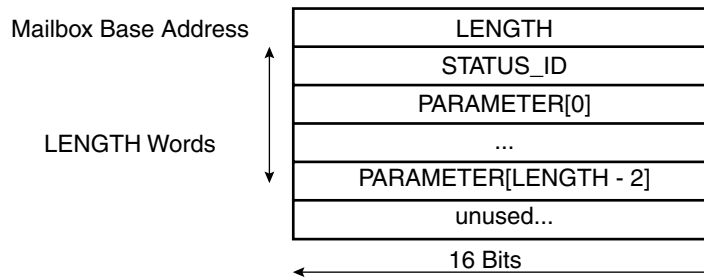 Mailbox Base Address
LENGTH
STATUS_ID
PARAMETER[0]
...
LENGTH Words
PARAMETER[LENGTH - 2]
unused...
16 Bits